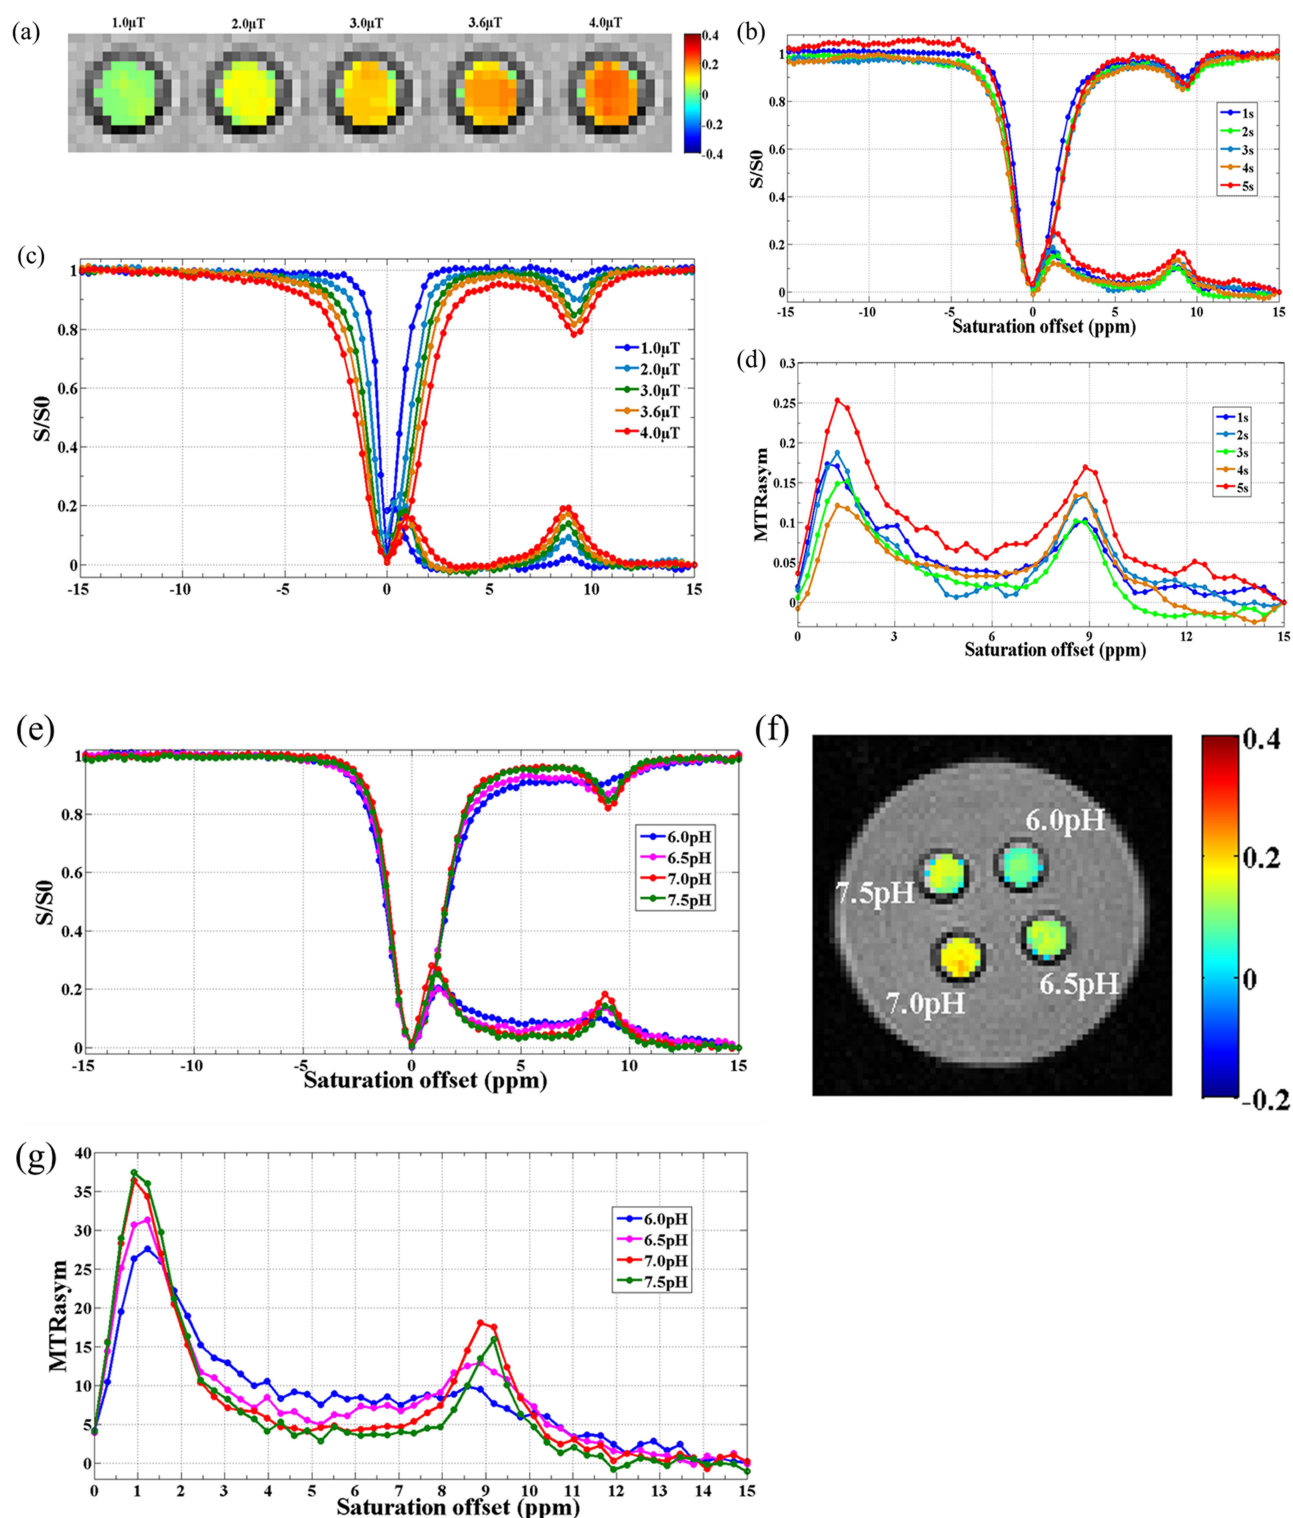 (a)
1.0μT 2.0μT 3.0μT 3.6μT 4.0μT
0.4
0.2
0
-0.2
-0.4
(b)
S/S0
1
0.8
0.6
0.4
0.2
0
1s
2s
3s
4s
5s
-15 -10 -5 0 5 10 15
Saturation offset (ppm)
(c)
S/S0
1
0.8
0.6
0.4
0.2
0
1.0μT
2.0μT
3.0μT
3.6μT
4.0μT
-15 -10 -5 0 5 10 15
Saturation offset (ppm)
(d)
MTRasym
0.3
0.25
0.2
0.15
0.1
0.05
0
1s
2s
3s
4s
5s
0 3 6 9 12 15
Saturation offset (ppm)
(e)
S/S0
1
0.8
0.6
0.4
0.2
0
6.0pH
6.5pH
7.0pH
7.5pH
-15 -10 -5 0 5 10 15
Saturation offset (ppm)
(f)
6.0pH
7.5pH
6.5pH
7.0pH
0.4
0.2
0
-0.2
(g)
MTRasym
40
35
30
25
20
15
10
5
0
6.0pH
6.5pH
7.0pH
7.5pH
0 1 2 3 4 5 6 7 8 9 10 11 12 13 14 15
Saturation offset (ppm)